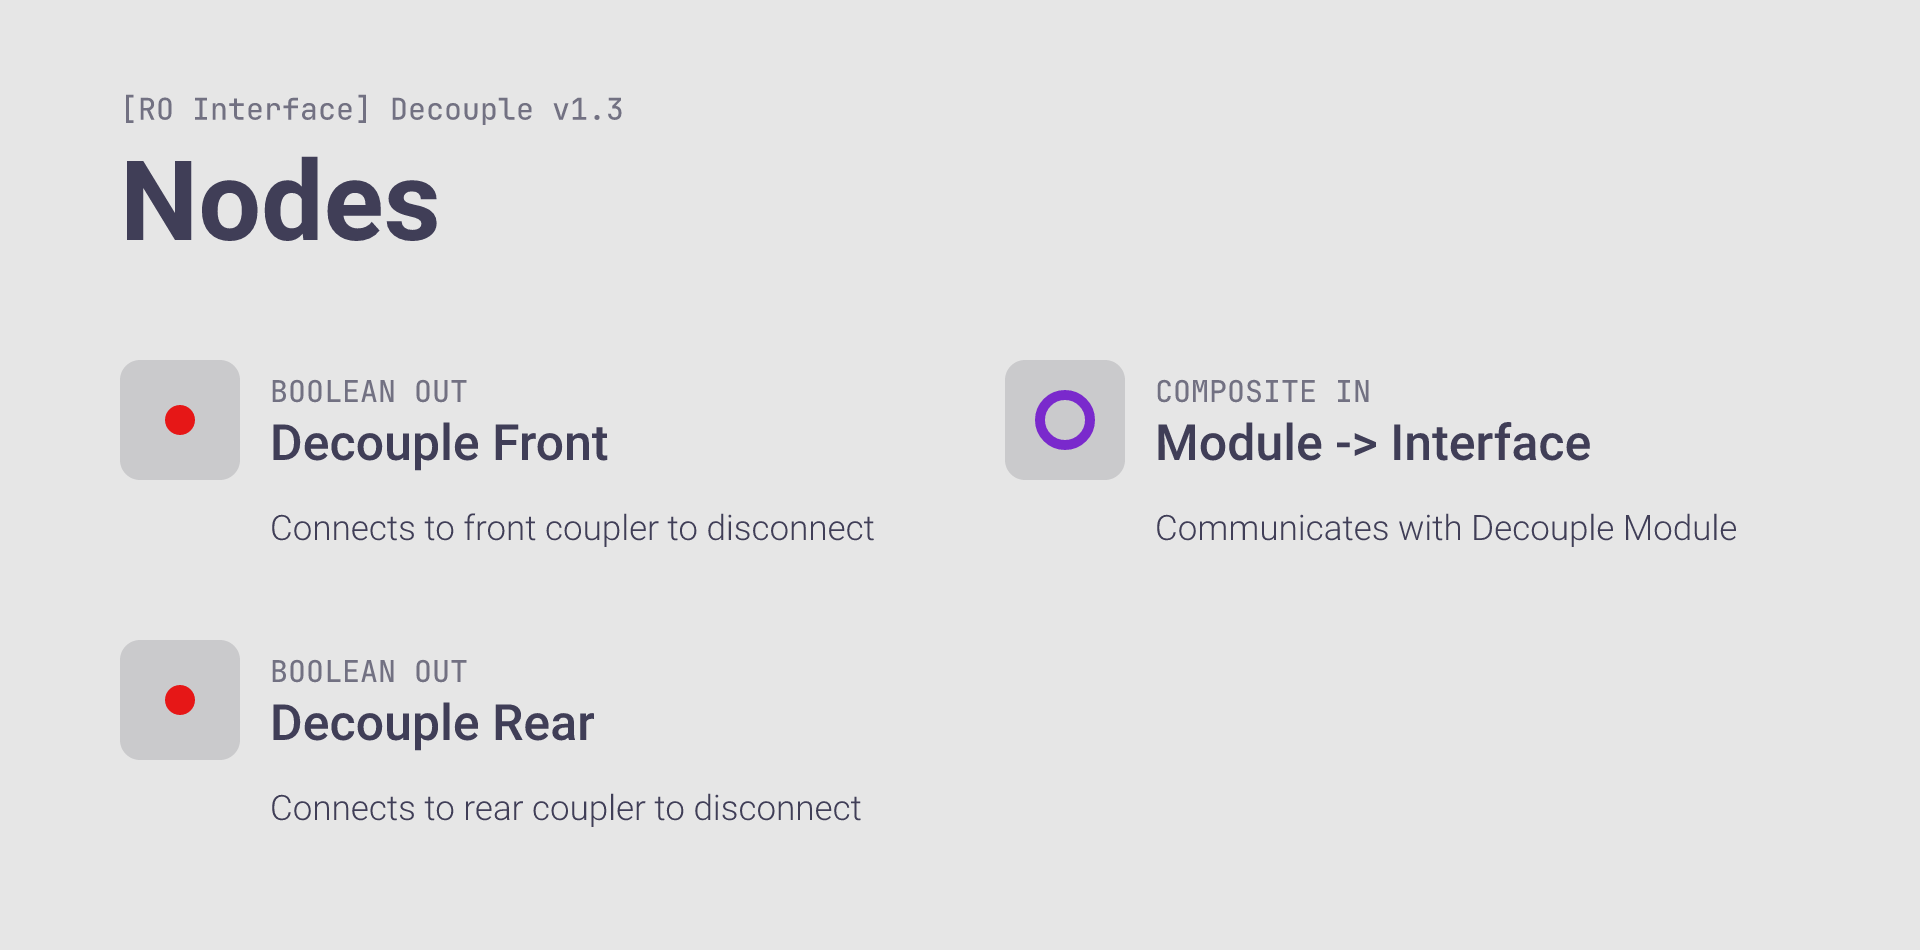 [RO Interface] Decouple v1.3
Nodes
BOOLEAN OUT
Decouple Front
Connects to front coupler to disconnect
COMPOSITE IN
Module -> Interface
Communicates with Decouple Module
BOOLEAN OUT
Decouple Rear
Connects to rear coupler to disconnect